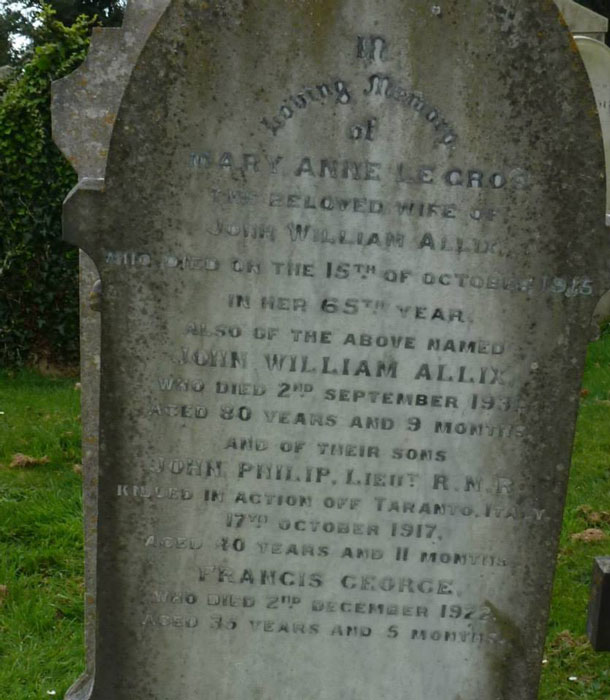 In
Loving Memory
of
MARY ANNE LE GROS
THE BELOVED WIFE OF
JOHN WILLIAM ALLIX,
WHO DIED ON THE 15TH OF OCTOBER 1915
IN HER 65TH YEAR.
ALSO OF THE ABOVE NAMED
JOHN WILLIAM ALLIX
WHO DIED 2ND SEPTEMBER
AGED 80 YEARS AND 9 MONTHS
AND OF THEIR SONS
JOHN PHILIP, LIEUT R.N.R.
KILLED IN ACTION OFF TARANTO, ITALY
17TH OCTOBER 1917,
AGED YEARS AND 11 MONTHS
FRANCIS GEORGE,
WHO DIED 2ND DECEMBER 1922
AGED YEARS AND 5 MONTHS